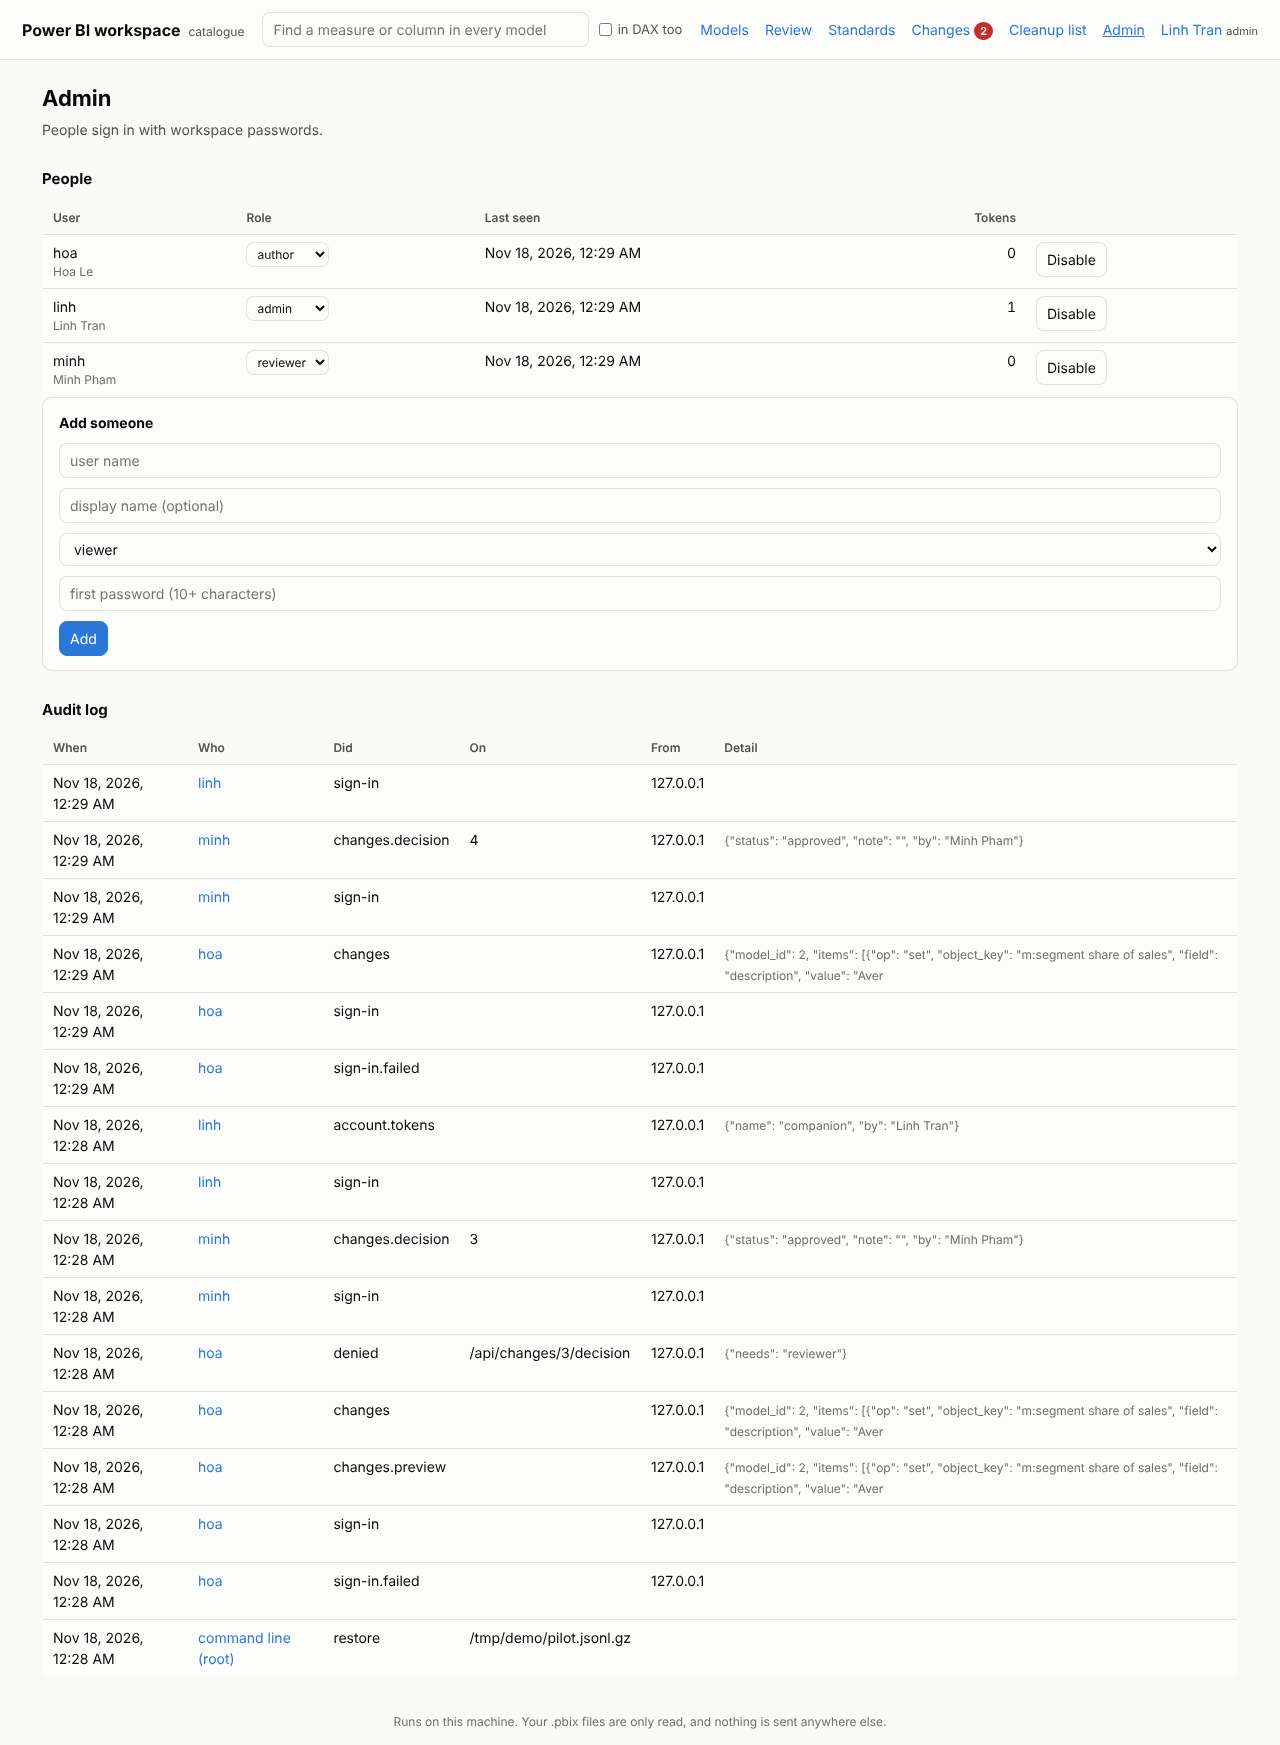 Power BI workspace catalogue Find a measure or column in every model in DAX too Models Review Standards Changes 2 Cleanup list Admin Linh Tran admin
Admin
People sign in with workspace passwords.
People
User Role Last seen Tokens
hoa author Nov 18, 2026, 12:29 AM 0 Disable
Hoa Le
linh admin Nov 18, 2026, 12:29 AM 1 Disable
Linh Tran
minh reviewer Nov 18, 2026, 12:29 AM 0 Disable
Minh Pham
Add someone
user name
display name (optional)
viewer
first password (10+ characters)
Add
Audit log
When Who Did On From Detail
Nov 18, 2026, linh sign-in 127.0.0.1
12:29 AM
Nov 18, 2026, minh changes.decision 4 127.0.0.1 {"status": "approved", "note": "", "by": "Minh Pham"}
12:29 AM
Nov 18, 2026, minh sign-in 127.0.0.1
12:29 AM
Nov 18, 2026, hoa changes 127.0.0.1 {"model_id": 2, "items": [{"op": "set", "object_key": "m:segment share of sales", "field":
12:29 AM "description", "value": "Aver
Nov 18, 2026, hoa sign-in 127.0.0.1
12:29 AM
Nov 18, 2026, hoa sign-in.failed 127.0.0.1
12:29 AM
Nov 18, 2026, linh account.tokens 127.0.0.1 {"name": "companion", "by": "Linh Tran"}
12:28 AM
Nov 18, 2026, linh sign-in 127.0.0.1
12:28 AM
Nov 18, 2026, minh changes.decision 3 127.0.0.1 {"status": "approved", "note": "", "by": "Minh Pham"}
12:28 AM
Nov 18, 2026, minh sign-in 127.0.0.1
12:28 AM
Nov 18, 2026, hoa denied /api/changes/3/decision 127.0.0.1 {"needs": "reviewer"}
12:28 AM
Nov 18, 2026, hoa changes 127.0.0.1 {"model_id": 2, "items": [{"op": "set", "object_key": "m:segment share of sales", "field":
12:28 AM "description", "value": "Aver
Nov 18, 2026, hoa changes.preview 127.0.0.1 {"model_id": 2, "items": [{"op": "set", "object_key": "m:segment share of sales", "field":
12:28 AM "description", "value": "Aver
Nov 18, 2026, hoa sign-in 127.0.0.1
12:28 AM
Nov 18, 2026, hoa sign-in.failed 127.0.0.1
12:28 AM
Nov 18, 2026, command line restore /tmp/demo/pilot.jsonl.gz
12:28 AM (root)
Runs on this machine. Your .pbix files are only read, and nothing is sent anywhere else.